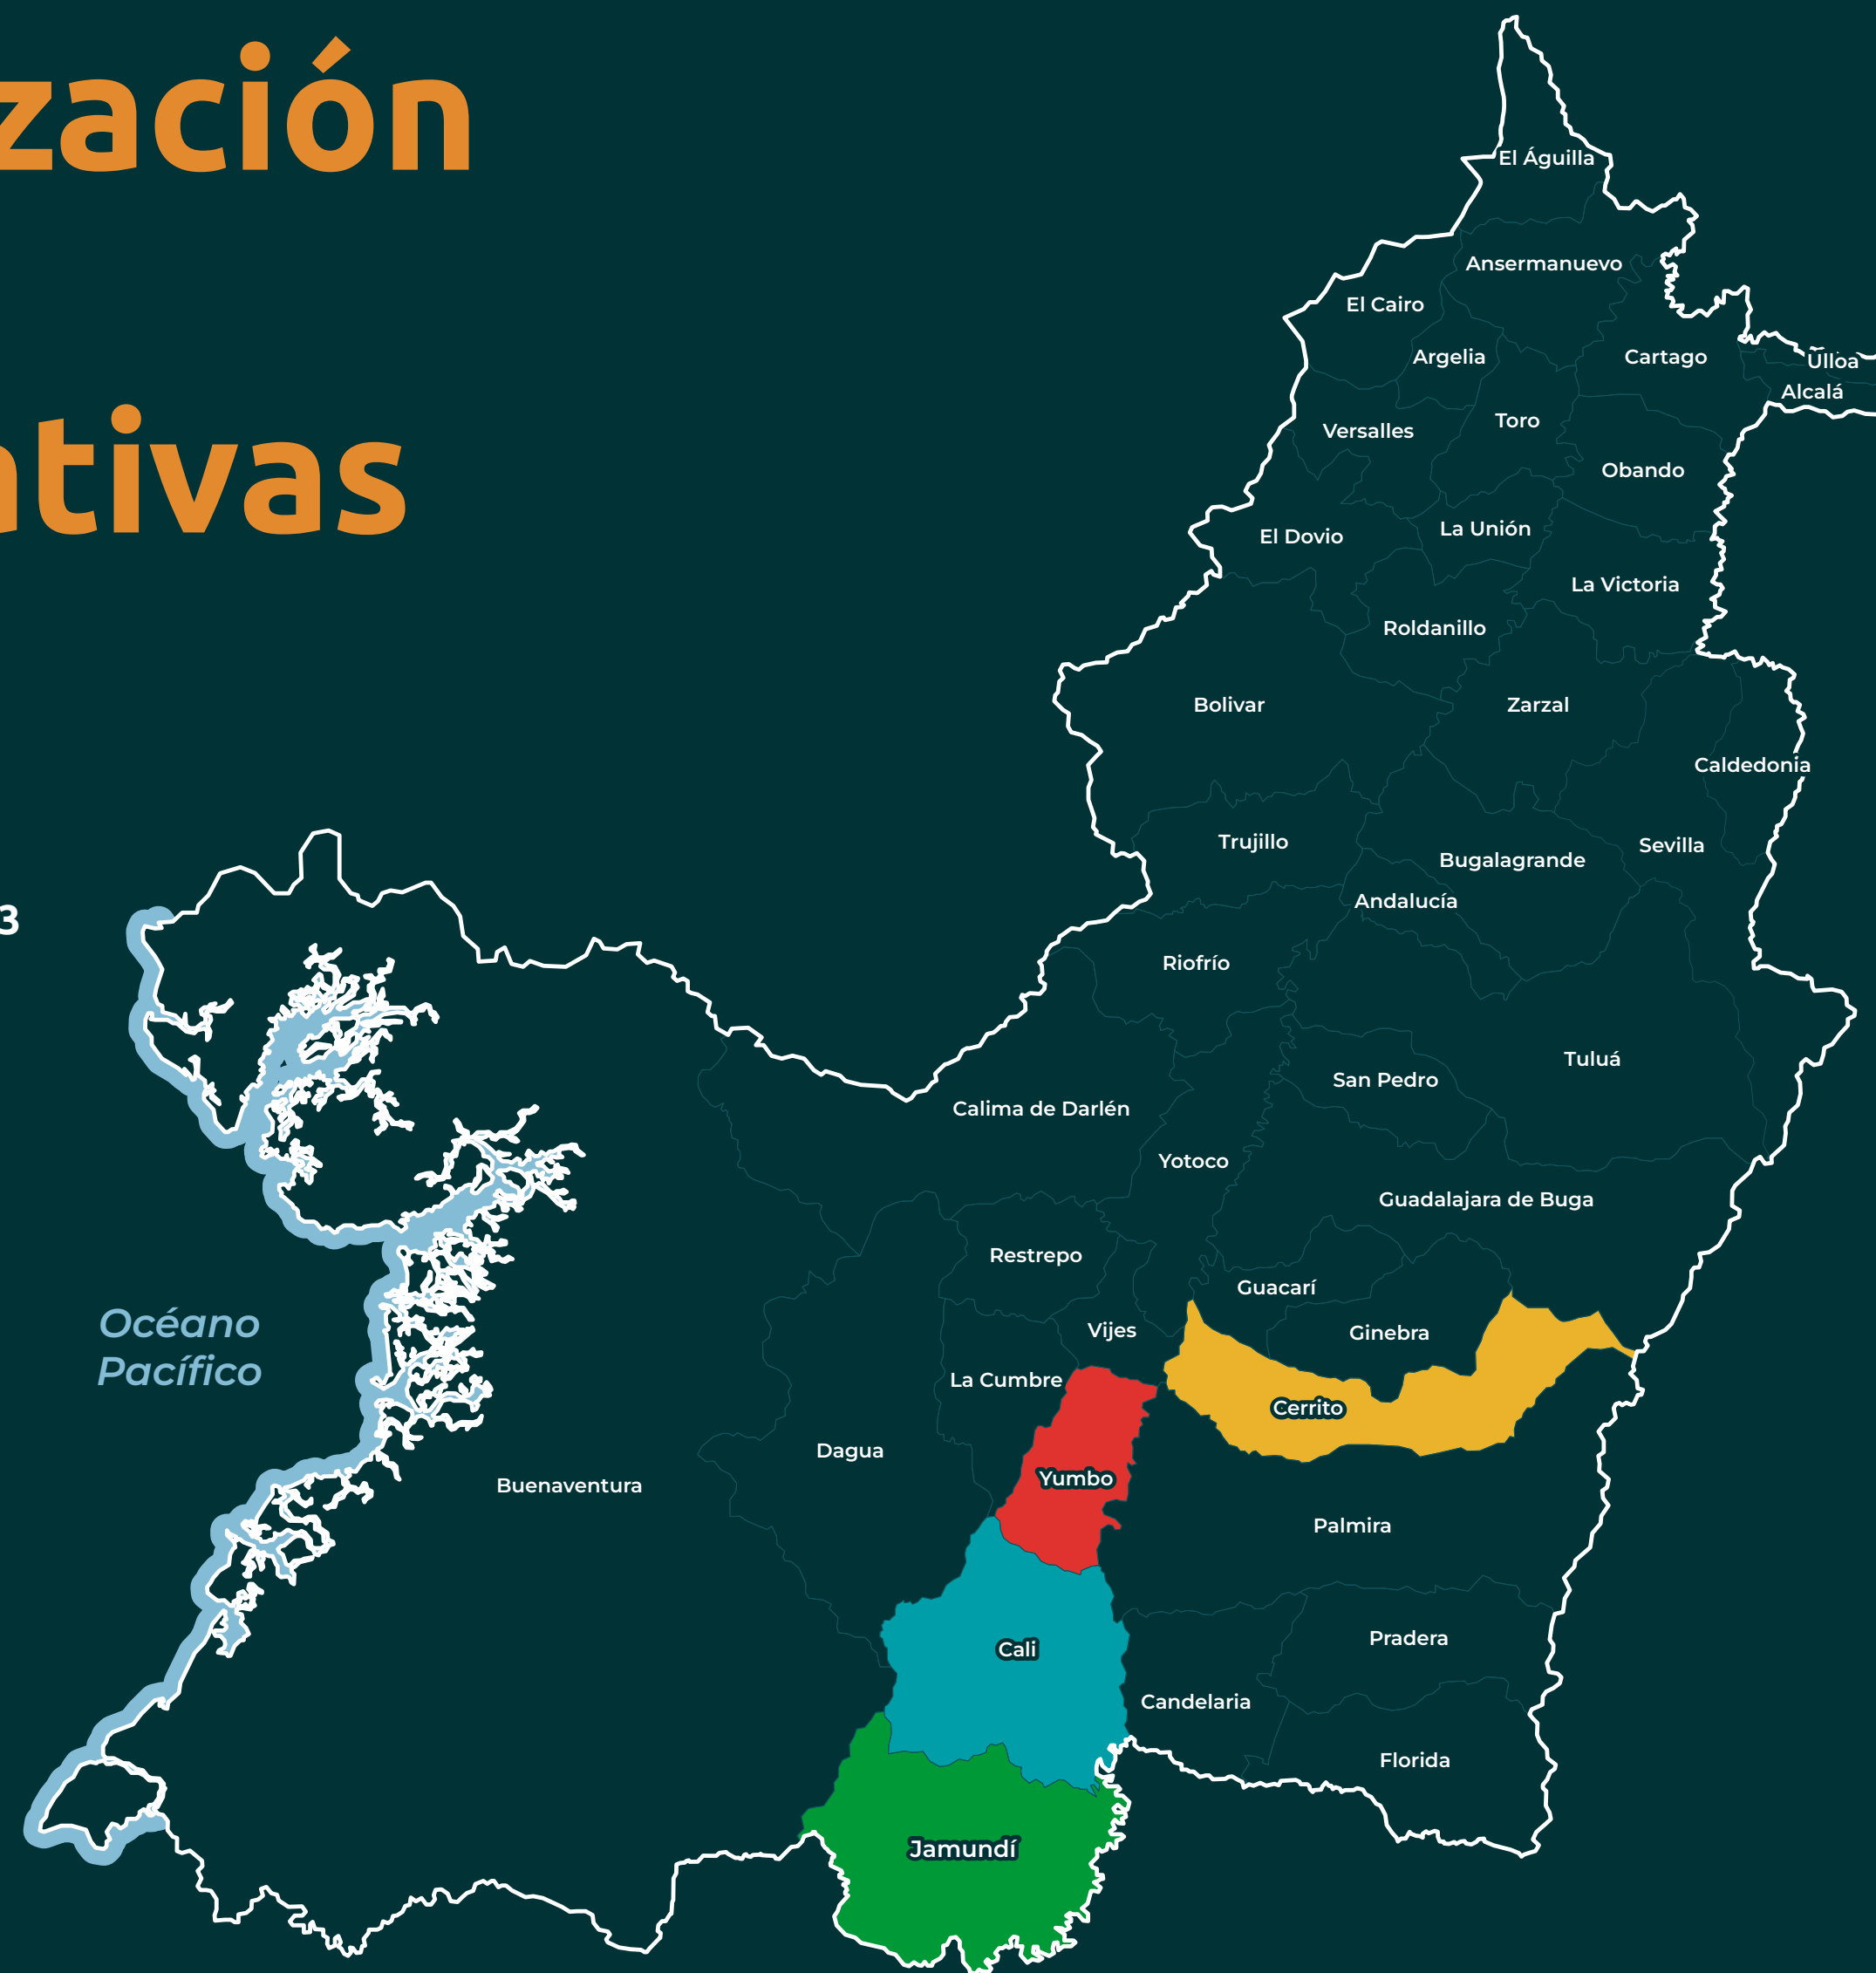 zación
ativas
3
El Águilla
Ansermanuevo
El Cairo
Argelia
Cartago
Ulloa
Alcalá
Versalles
Toro
Obando
El Dovio
La Unión
La Victoria
Roldanillo
Bolivar
Zarzal
Caldedonia
Trujillo
Bugalagrande
Sevilla
Andalucía
Riofrío
Tuluá
San Pedro
Calima de Darlén
Yotoco
Guadalajara de Buga
Restrepo
Guacarí
Océano
Pacífico
Vijes
Ginebra
La Cumbre
Cerrito
Dagua
Yumbo
Buenaventura
Palmira
Cali
Pradera
Candelaria
Florida
Jamundí